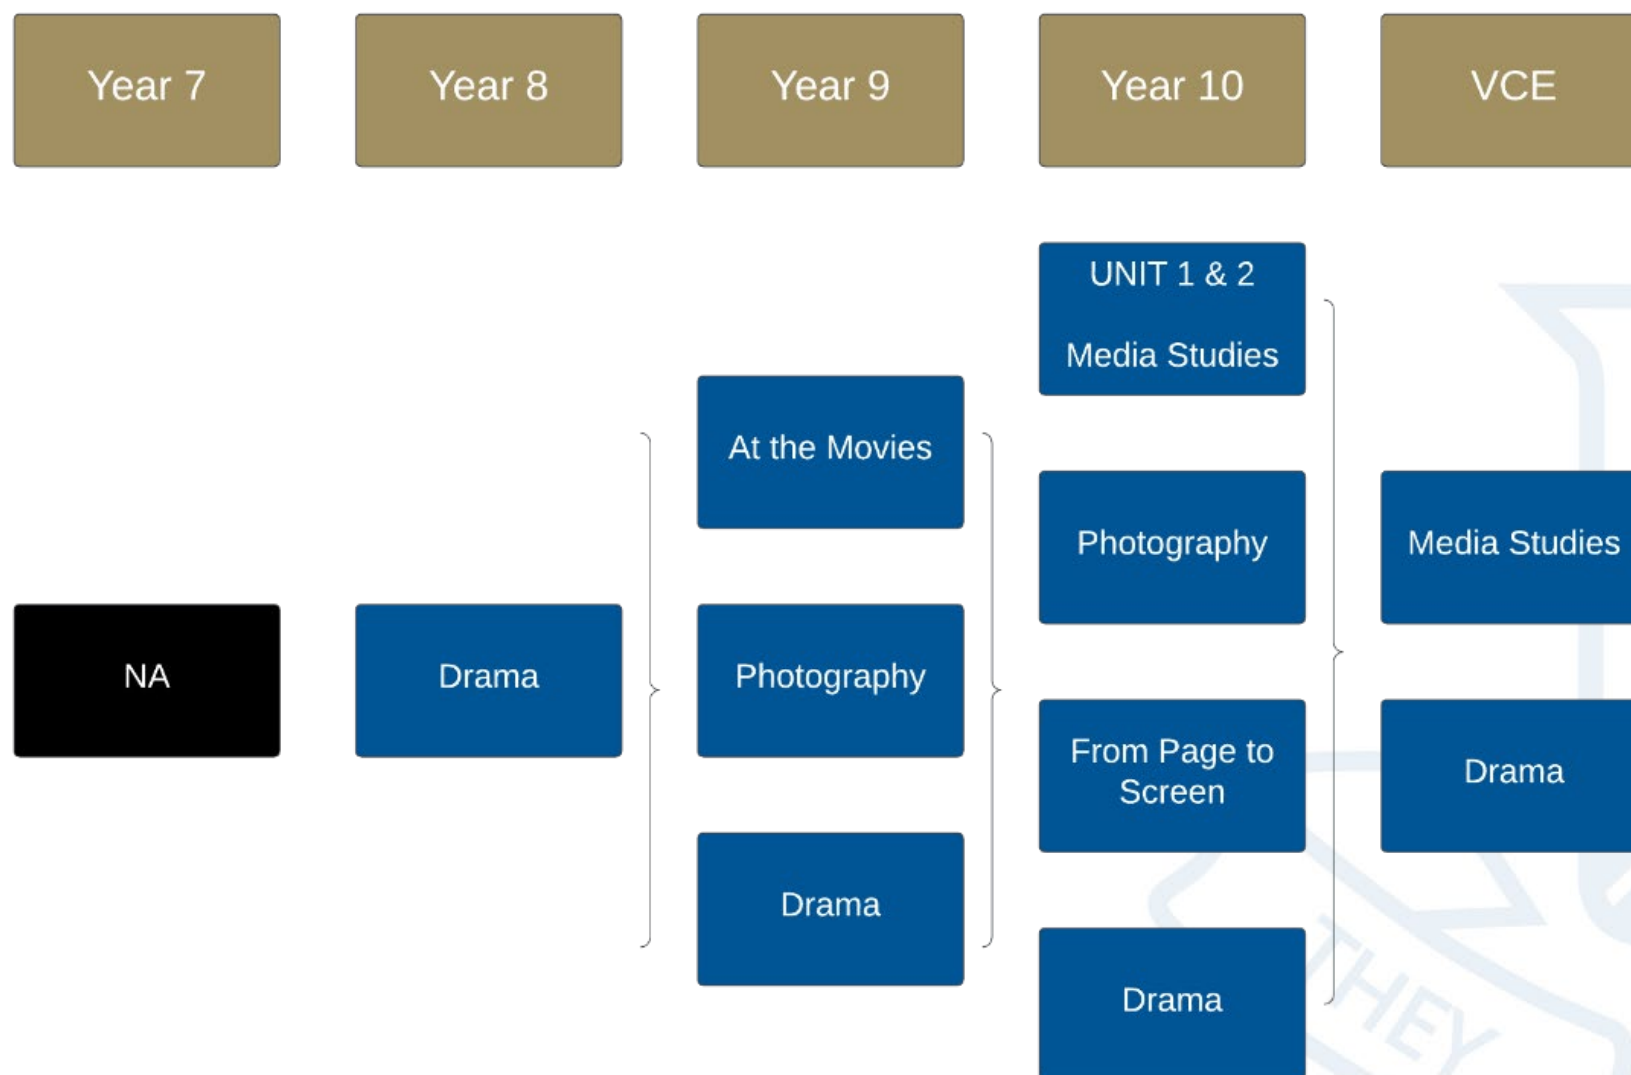 Year 7
Year 8
Year 9
Year 10
VCE
UNIT 1 & 2
Media Studies
At the Movies
Photography
Media Studies
NA
Drama
Photography
From Page to
Screen
Drama
Drama
Drama
THEY